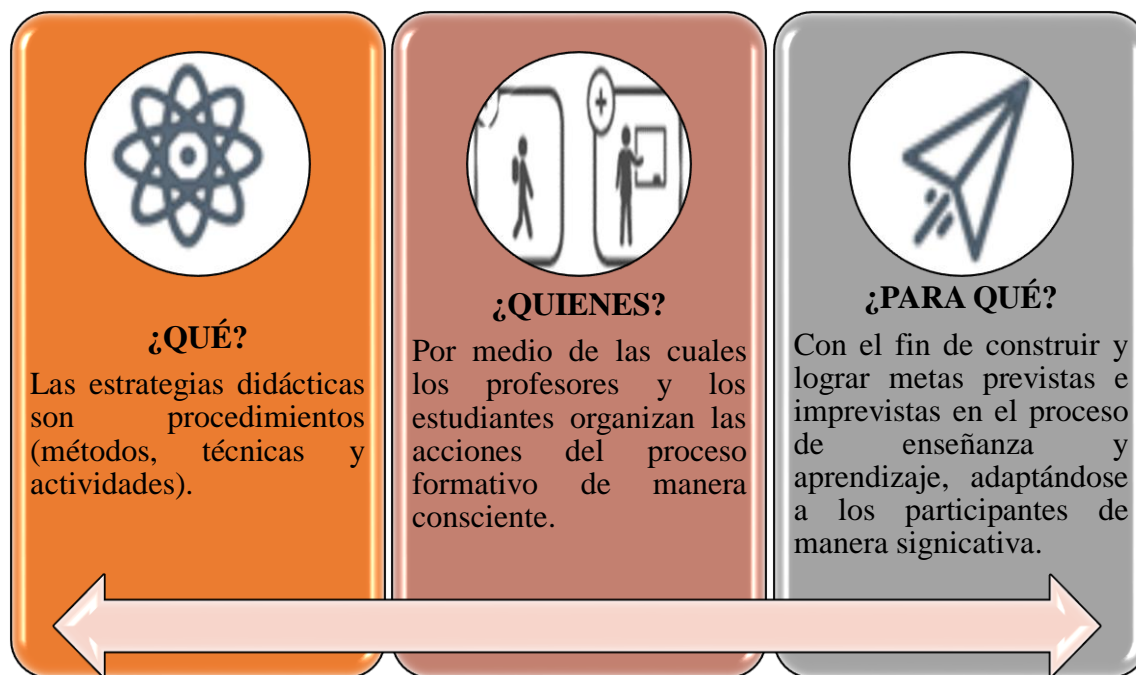 ¿QUÉ?
Las estrategias didácticas
son procedimientos
(métodos, técnicas y
actividades).
¿QUIENES?
Por medio de las cuales
los profesores y los
estudiantes organizan las
acciones del proceso
formativo de manera
consciente.
¿PARA QUÉ?
Con el fin de construir y
lograr metas previstas e
imprevistas en el proceso
de enseñanza y
aprendizaje, adaptándose
a los participantes de
manera signicativa.